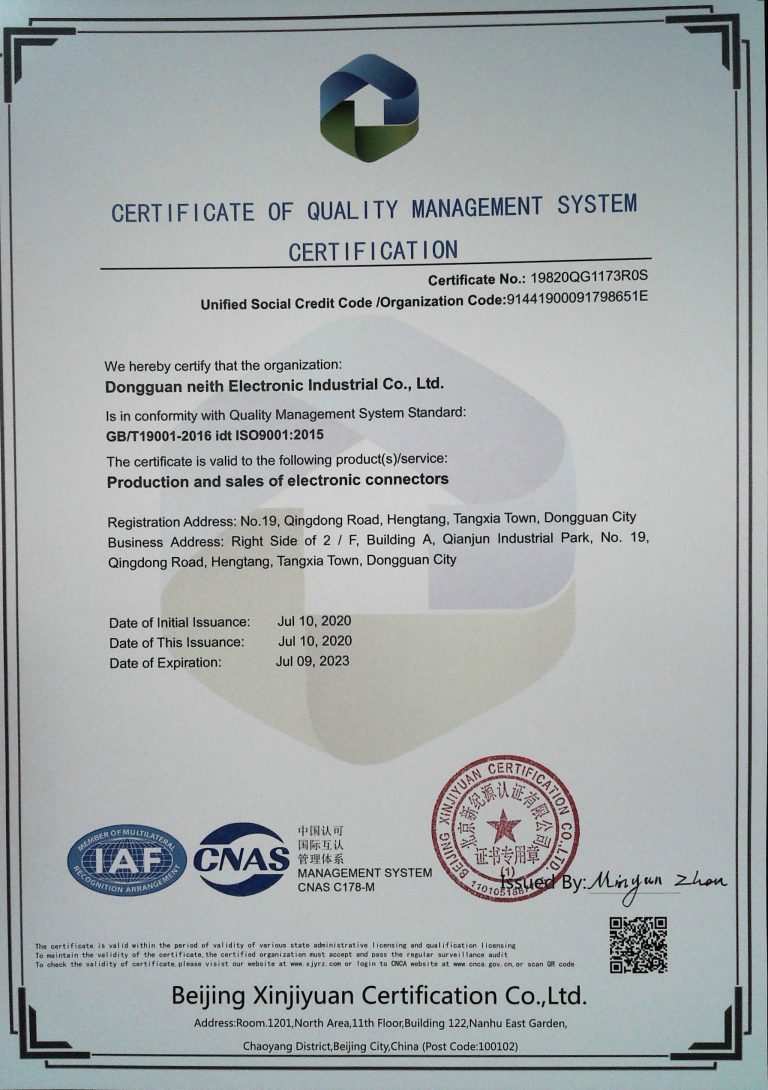 CERTIFICATE OF QUALITY MANAGEMENT SYSTEM
CERTIFICATION
Certificate No.: 19820QG1173R0S
Unified Social Credit Code /Organization Code:91441900091798651E
We hereby certify that the organization:
Dongguan neith Electronic Industrial Co., Ltd.
Is in conformity with Quality Management System Standard:
GB/T19001-2016 idt ISO9001:2015
The certificate is valid to the following product(s)/service:
Production and sales of electronic connectors
Registration Address: No.19, Qingdong Road, Hengtang, Tangxia Town, Dongguan City
Business Address: Right Side of 2 / F, Building A, Qianjun Industrial Park, No. 19,
Qingdong Road, Hengtang, Tangxia Town, Dongguan City
Date of Initial Issuance: Jul 10, 2020
Date of This Issuance: Jul 10, 2020
Date of Expiration: Jul 09, 2023
MEMBER OF MULTILATERAL
IAF
RECOGNITION ARRANGEMENT
CNAS
中国认可
国际互认
管理体系
MANAGEMENT SYSTEM
CNAS C178-M
BEIJING XINJIYUAN CERTIFICATION CO.,LTD
北京新纪源认证有限公司
证书专用章
(1)
Issued By: Minyun Zhou
The certificate is valid within the period of validity of various state administrative licensing and qualification licensing
To maintain the validity of the certificate,the certified organization must accept and pass the regular surveillance audit
To check the validity of certificate,please visist our website at www.xjyrz.com or login to CNCA website at www.cnca.gov.cn,or scan QR code
Beijing Xinjiyuan Certification Co.,Ltd.
Address:Room.1201,North Area,11th Floor,Building 122,Nanhu East Garden,
Chaoyang District,Beijing City,China (Post Code:100102)